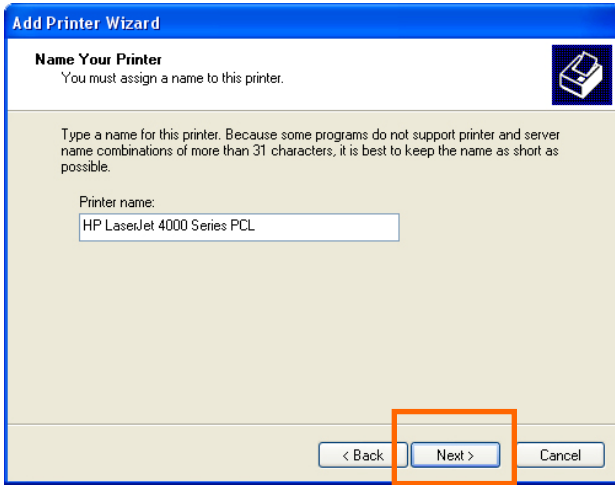 Add Printer Wizard
Name Your Printer
You must assign a name to this printer.
Type a name for this printer. Because some programs do not support printer and server
name combinations of more than 31 characters, it is best to keep the name as short as
possible.
Printer name:
HP LaserJet 4000 Series PCL
< Back
Next >
Cancel